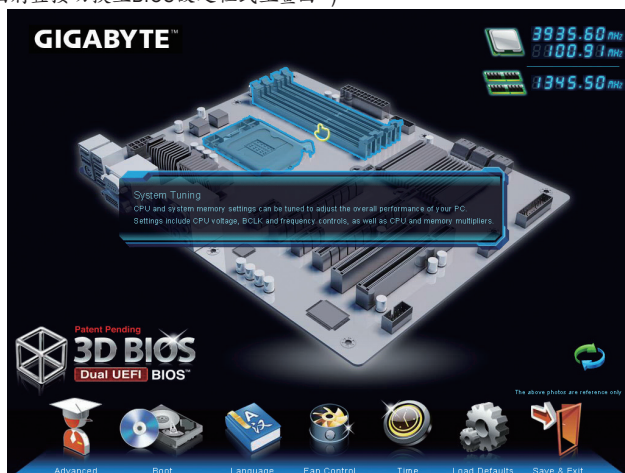 GIGABYTE™
3935.60 MHz
100.91 MHz
1345.50 MHz
System Tuning
CPU and system memory settings can be tuned to adjust the overall performance of your PC.
Settings include CPU voltage, BCLK and frequency controls, as well as CPU and memory multipliers.
Patent Pending
3D BIOS
Dual UEFI BIOS™
The above photos are reference only
A
汉
Advanced
Boot
Language
Fan Control
Time
Load Defaults
Save & Exit